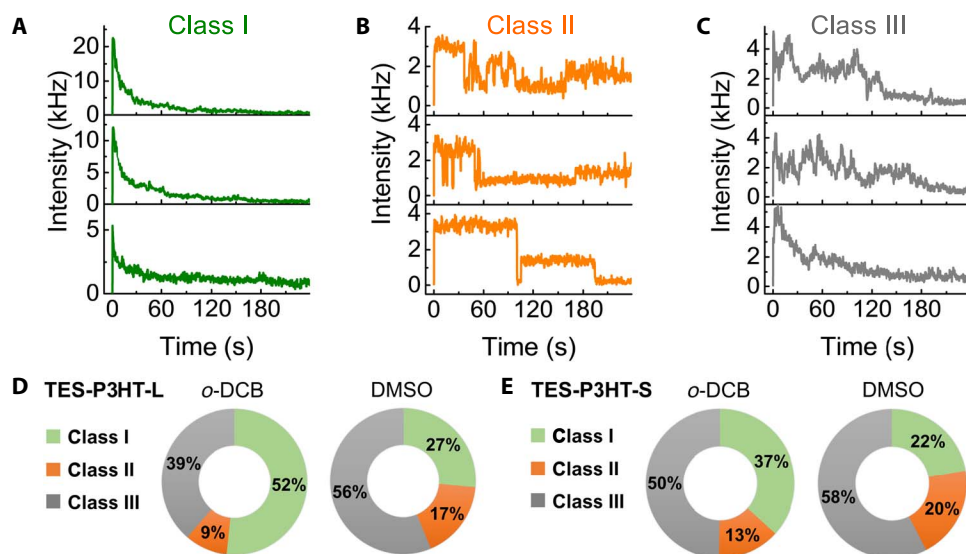 A Class I
B Class II
C Class III
Intensity (kHz)
20
10
0
10
5
0
5
0
0 60 120 180
Time (s)
Intensity (kHz)
4
2
0
4
2
0
4
2
0
0 60 120 180
Time (s)
Intensity (kHz)
4
2
0
4
2
0
4
2
0
0 60 120 180
Time (s)
D TES-P3HT-L o-DCB DMSO
Class I
Class II
Class III
39%
52%
9%
27%
56%
17%
E TES-P3HT-S o-DCB DMSO
Class I
Class II
Class III
37%
50%
13%
22%
58%
20%